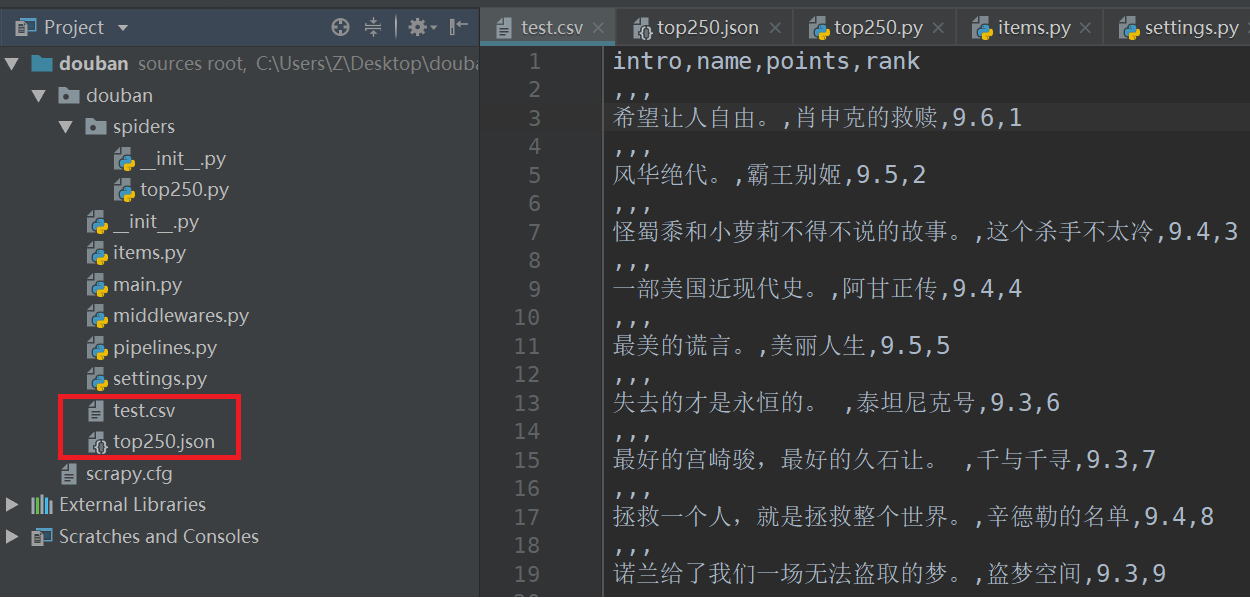 Project
test.csv
top250.json
top250.py
items.py
settings.py
douban sources root, C:\Users\Z\Desktop\douba
douban
spiders
__init__.py
top250.py
__init__.py
items.py
main.py
middlewares.py
pipelines.py
settings.py
test.csv
top250.json
scrapy.cfg
External Libraries
Scratches and Consoles
1 intro,name,points,rank
2 ,,,
3 希望让人自由。,肖申克的救赎,9.6,1
4 ,,,
5 风华绝代。,霸王别姬,9.5,2
6 ,,,
7 怪蜀黍和小萝莉不得不说的故事。,这个杀手不太冷,9.4,3
8 ,,,
9 一部美国近现代史。,阿甘正传,9.4,4
10 ,,,
11 最美的谎言。,美丽人生,9.5,5
12 ,,,
13 失去的才是永恒的。 ,泰坦尼克号,9.3,6
14 ,,,
15 最好的宫崎骏，最好的久石让。 ,千与千寻,9.3,7
16 ,,,
17 拯救一个人，就是拯救整个世界。,辛德勒的名单,9.4,8
18 ,,,
19 诺兰给了我们一场无法盗取的梦。,盗梦空间,9.3,9